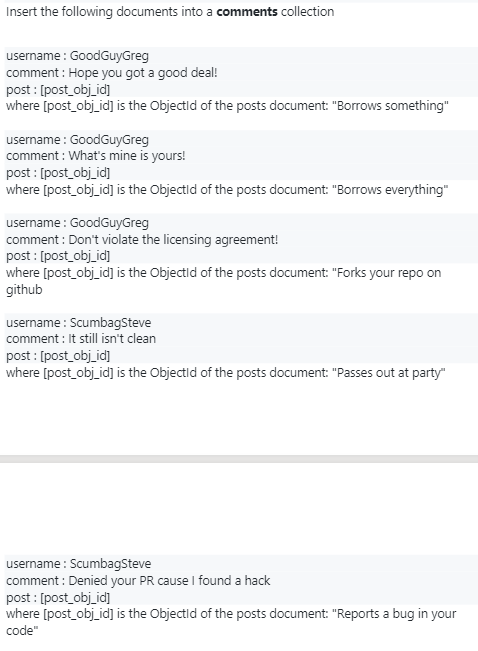 Insert the following documents into a comments collection
username : GoodGuyGreg
comment : Hope you got a good deal!
post : [post_obj_id]
where [post_obj_id] is the ObjectId of the posts document: "Borrows something"
username : GoodGuyGreg
comment : What's mine is yours!
post : [post_obj_id]
where [post_obj_id] is the ObjectId of the posts document: "Borrows everything"
username : GoodGuyGreg
comment : Don't violate the licensing agreement!
post : [post_obj_id]
where [post_obj_id] is the ObjectId of the posts document: "Forks your repo on
github
username : ScumbagSteve
comment : It still isn't clean
post : [post_obj_id]
where [post_obj_id] is the ObjectId of the posts document: "Passes out at party"
username : ScumbagSteve
comment : Denied your PR cause I found a hack
post : [post_obj_id]
where [post_obj_id] is the ObjectId of the posts document: "Reports a bug in your
code"